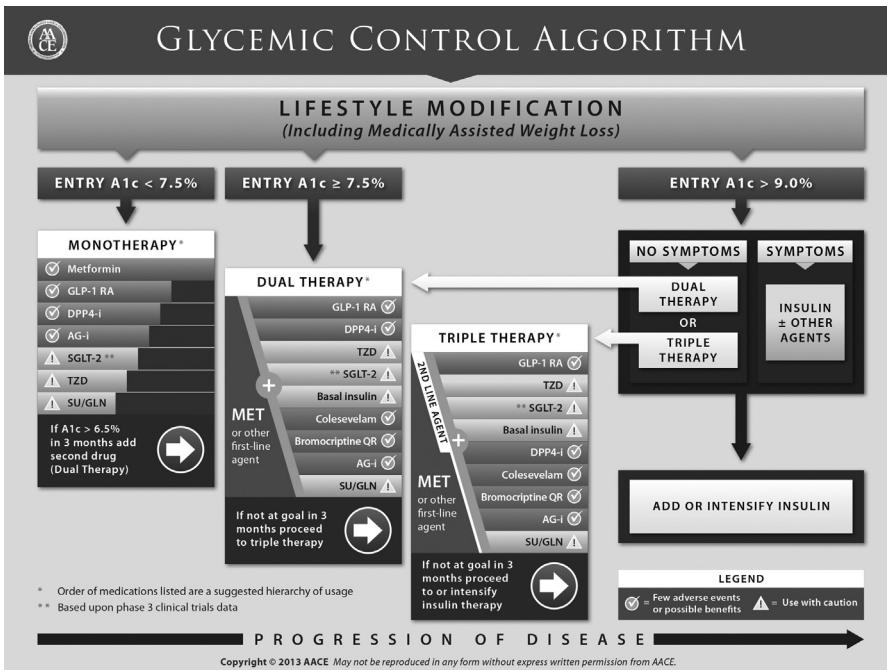 AACE
GLYCEMIC CONTROL ALGORITHM
LIFESTYLE MODIFICATION
(Including Medically Assisted Weight Loss)
ENTRY A1c < 7.5%
ENTRY A1c ≥ 7.5%
ENTRY A1c > 9.0%
MONOTHERAPY*
Metformin
GLP-1 RA
DPP4-i
AG-i
SGLT-2 **
TZD
SU/GLN
If A1c > 6.5%
in 3 months add
second drug
(Dual Therapy)
DUAL THERAPY*
GLP-1 RA
DPP4-i
TZD
** SGLT-2
Basal insulin
Colesevelam
Bromocriptine QR
AG-i
SU/GLN
+
MET
or other
first-line
agent
If not at goal in 3
months proceed
to triple therapy
TRIPLE THERAPY*
GLP-1 RA
TZD
** SGLT-2
Basal insulin
DPP4-i
Colesevelam
Bromocriptine QR
AG-i
SU/GLN
2ND LINE AGENT
+
MET
or other
first-line
agent
If not at goal in 3
months proceed
to or intensify
insulin therapy
NO SYMPTOMS
DUAL
THERAPY
OR
TRIPLE
THERAPY
SYMPTOMS
INSULIN
± OTHER
AGENTS
ADD OR INTENSIFY INSULIN
* Order of medications listed are a suggested hierarchy of usage
** Based upon phase 3 clinical trials data
LEGEND
= Few adverse events
or possible benefits
! = Use with caution
PROGRESSION OF DISEASE
Copyright © 2013 AACE May not be reproduced in any form without express written permission from AACE.